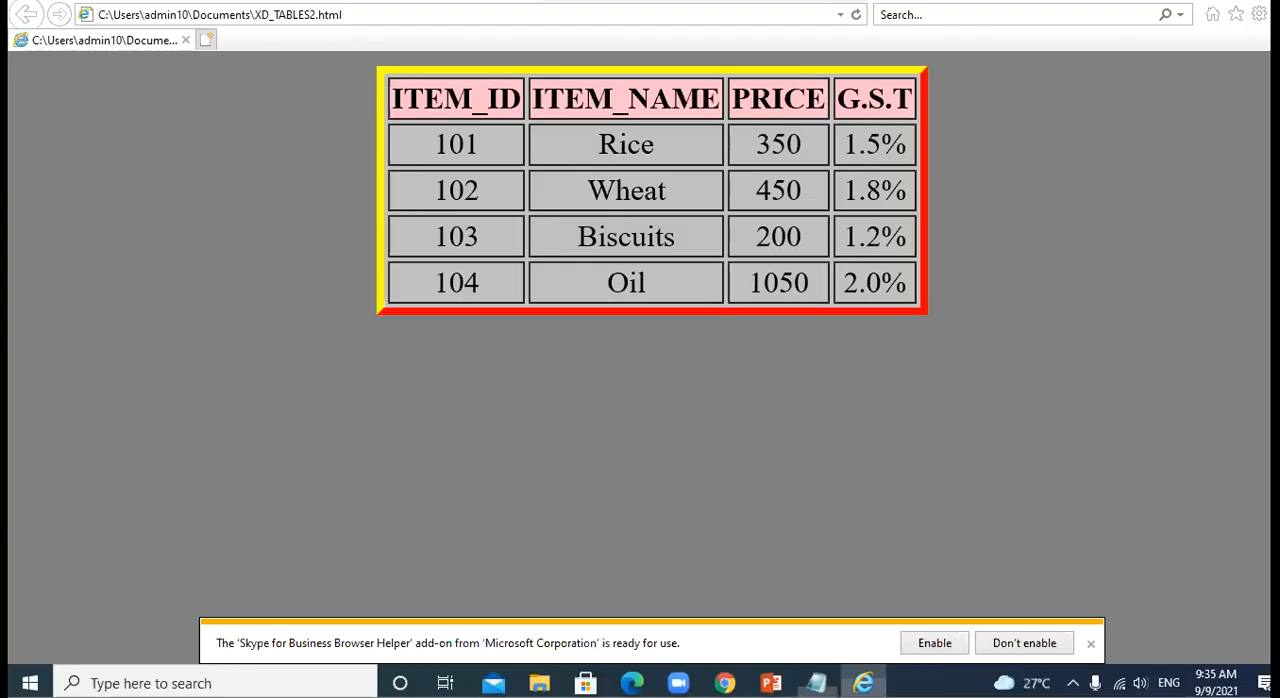 C:\Users\admin10\Documents\XD_TABLES2.html
Search...
C:\Users\admin10\Docume...
ITEM_ID ITEM_NAME PRICE G.S.T
101 Rice 350 1.5%
102 Wheat 450 1.8%
103 Biscuits 200 1.2%
104 Oil 1050 2.0%
The 'Skype for Business Browser Helper' add-on from 'Microsoft Corporation' is ready for use. Enable Don't enable
Type here to search
27°C ENG
9:35 AM
9/9/2021